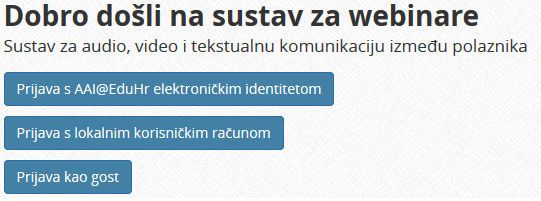 Dobro došli na sustav za webinare
Sustav za audio, video i tekstualnu komunikaciju između polaznika
Prijava s AAI@EduHr elektroničkim identitetom
Prijava s lokalnim korisničkim računom
Prijava kao gost